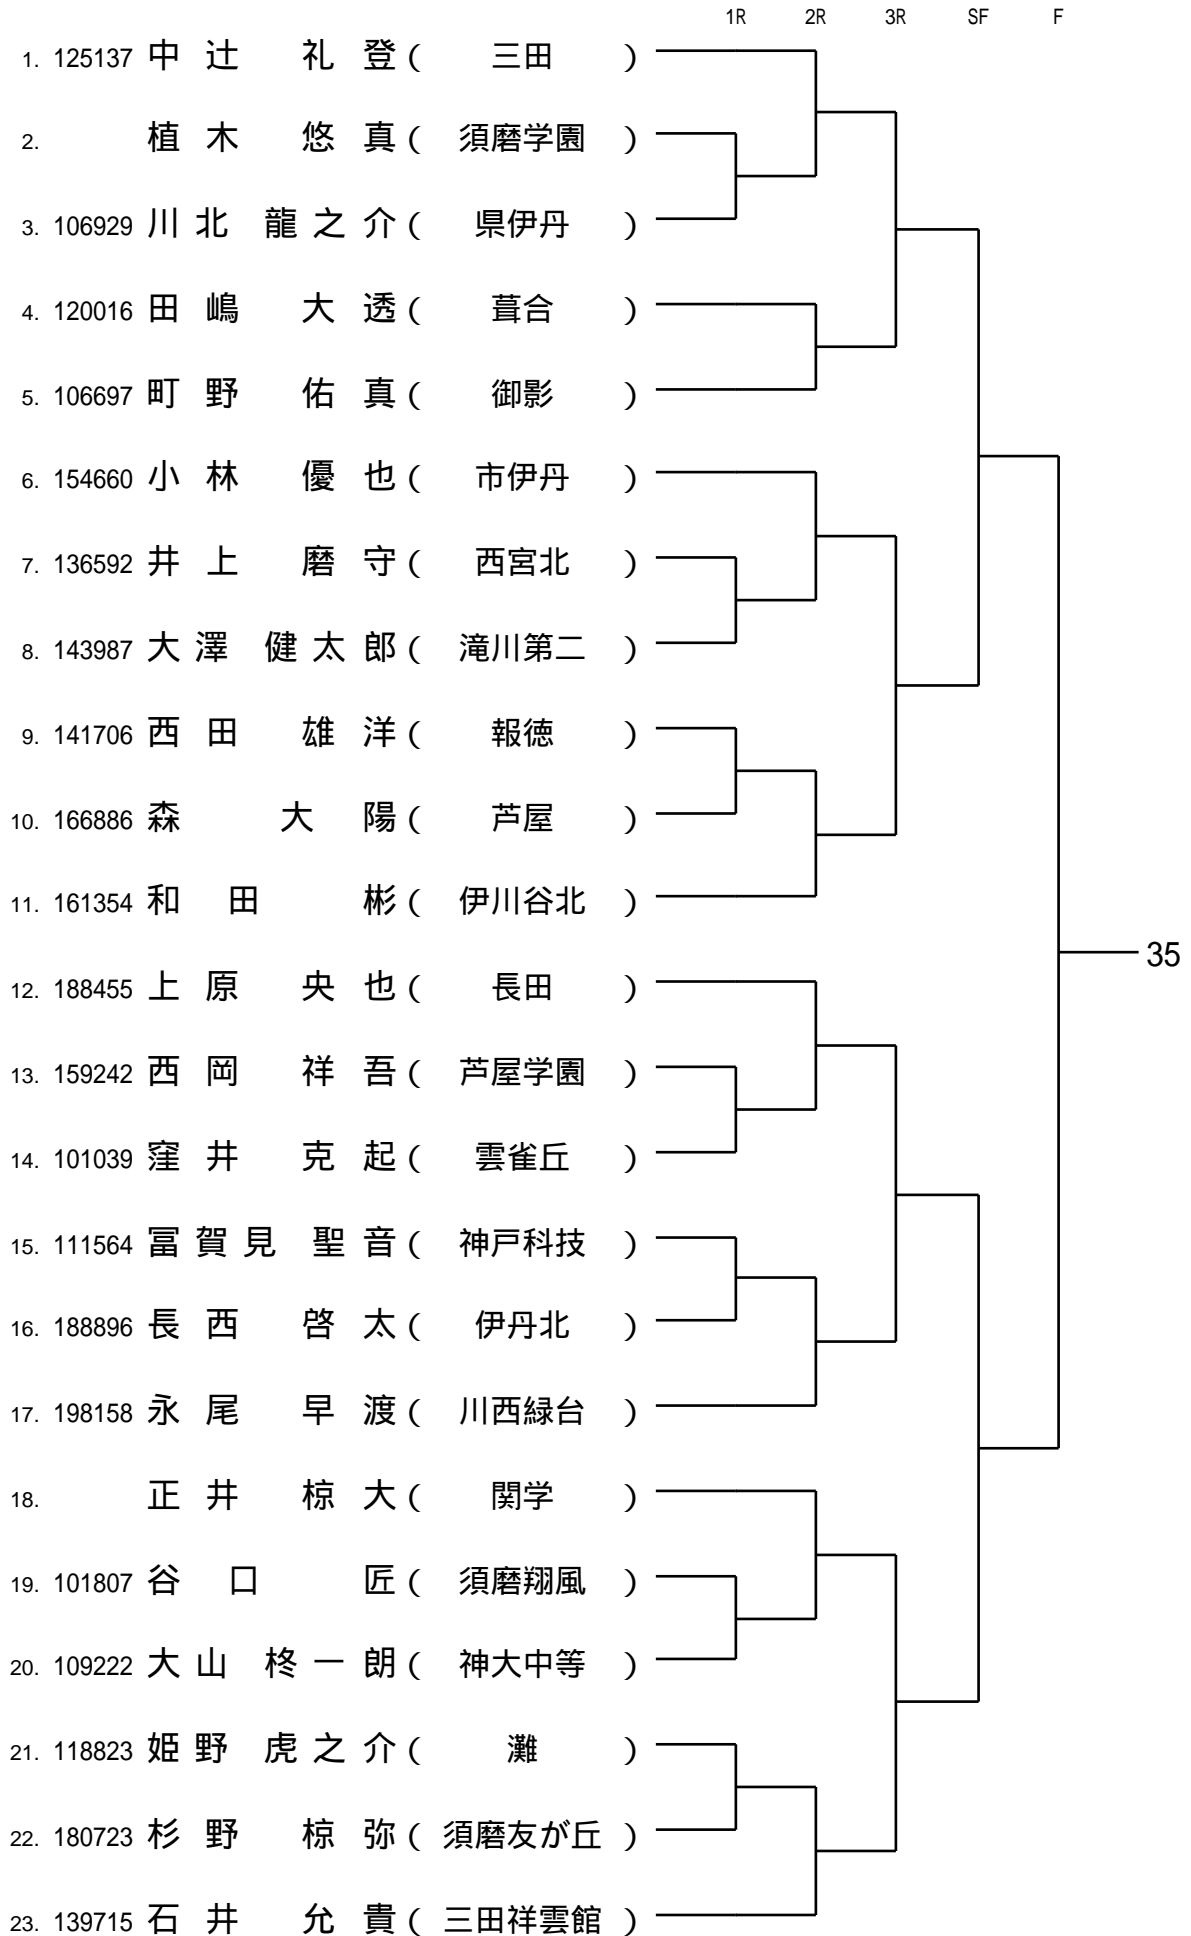 1R 2R 3R SF F
1. 125137 中辻 礼登 ( 三田 )
2. 植木 悠真 ( 須磨学園 )
3. 106929 川北 龍之介 ( 県伊丹 )
4. 120016 田嶋 大透 ( 葺合 )
5. 106697 町野 佑真 ( 御影 )
6. 154660 小林 優也 ( 市伊丹 )
7. 136592 井上 磨守 ( 西宮北 )
8. 143987 大澤 健太郎 ( 滝川第二 )
9. 141706 西田 雄洋 ( 報徳 )
10. 166886 森 大陽 ( 芦屋 )
11. 161354 和田 彬 ( 伊川谷北 )
35
12. 188455 上原 央也 ( 長田 )
13. 159242 西岡 祥吾 ( 芦屋学園 )
14. 101039 窪井 克起 ( 雲雀丘 )
15. 111564 冨賀見 聖音 ( 神戸科技 )
16. 188896 長西 啓太 ( 伊丹北 )
17. 198158 永尾 早渡 ( 川西緑台 )
18. 正井 椋大 ( 関学 )
19. 101807 谷口 匠 ( 須磨翔風 )
20. 109222 大山 柊一朗 ( 神大中等 )
21. 118823 姫野 虎之介 ( 灘 )
22. 180723 杉野 椋弥 ( 須磨友が丘 )
23. 139715 石井 允貴 ( 三田祥雲館 )